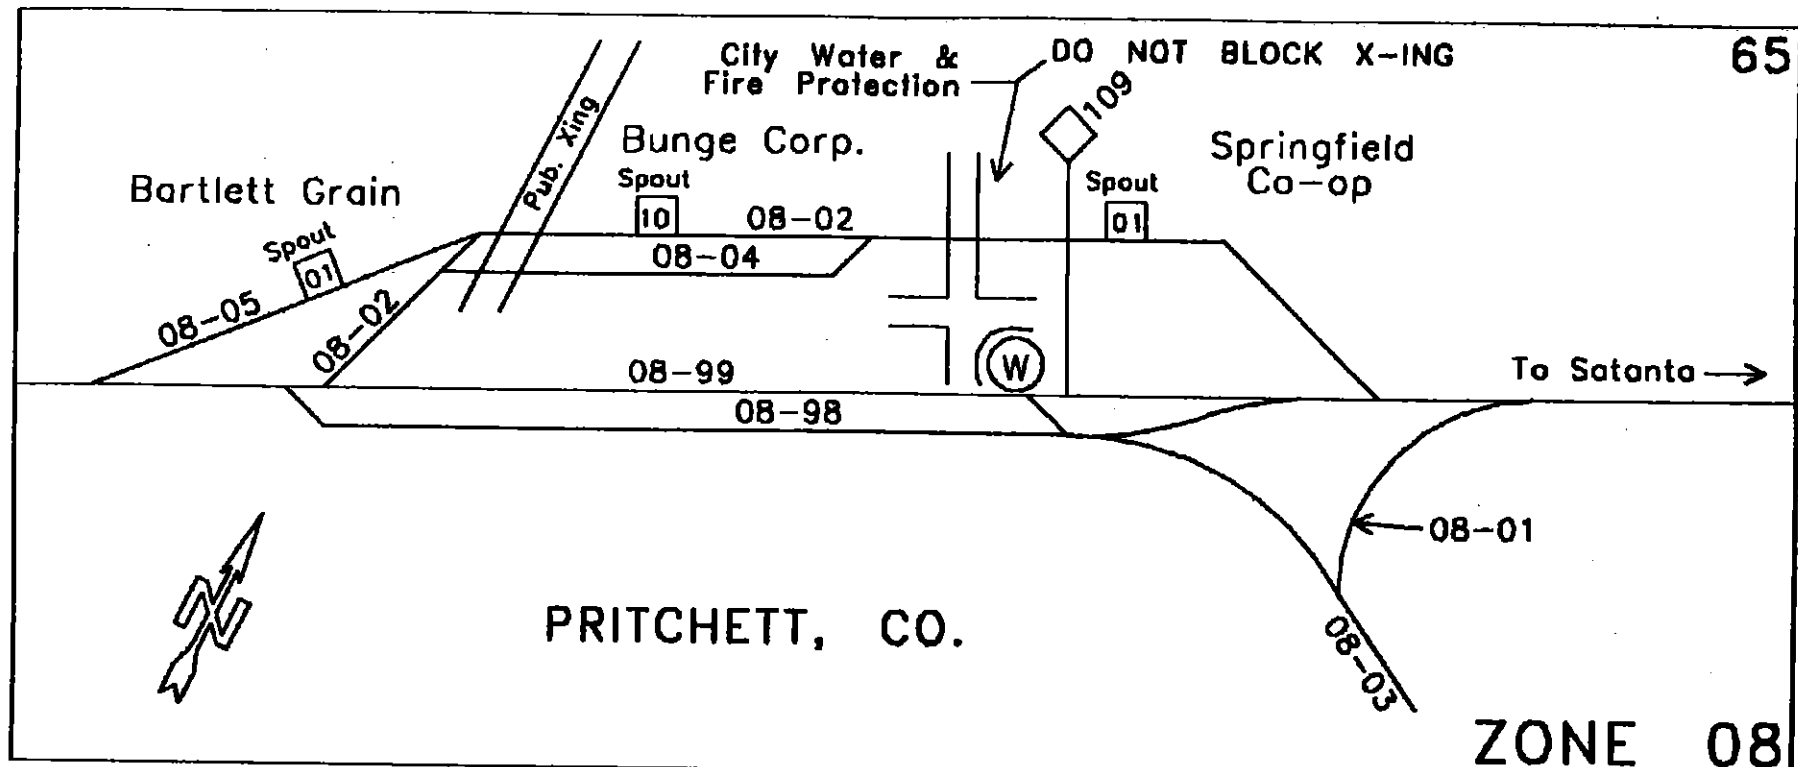 City Water &
Fire Protection
DO NOT BLOCK X-ING
65
109
Pub. Xing
Bunge Corp.
Springfield
Co-op
Bartlett Grain
Spout
10
08-02
Spout
01
Spout
01
08-04
08-05
08-02
08-99
W
To Satanta
08-98
08-01
N
PRITCHETT, CO.
08-03
ZONE 08